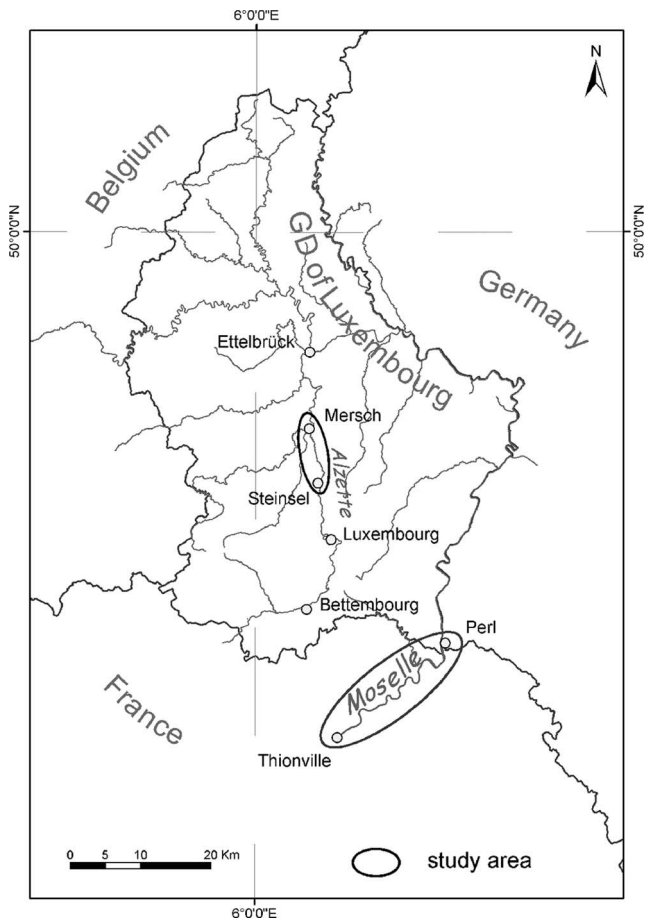 6°0'0"E
N
Belgium
50°0'0"N
50°0'0"N
GD of Luxembourg
Germany
Ettelbrück
Mersch
Alzette
Steinsel
Luxembourg
Bettembourg
Perl
Moselle
France
Thionville
0 5 10 20 Km
study area
6°0'0"E